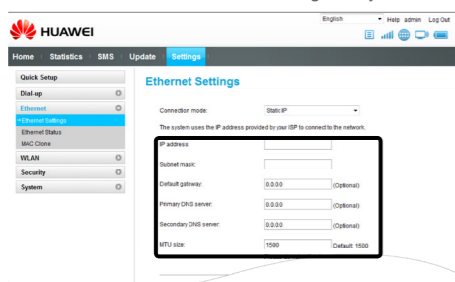 English Help admin Log Out
HUAWEI
Home Statistics SMS Update Settings
Quick Setup
Dial-up
Ethernet
Ethernet Settings
Ethernet Status
MAC Clone
WLAN
Security
System
Ethernet Settings
Connection mode: Static IP
The system uses the IP address provided by your ISP to connect to the network.
IP address
Subnet mask:
Default gateway: 0.0.0.0 (Optional)
Primary DNS server: 0.0.0.0 (Optional)
Secondary DNS server: 0.0.0.0 (Optional)
MTU size: 1500 Default: 1500